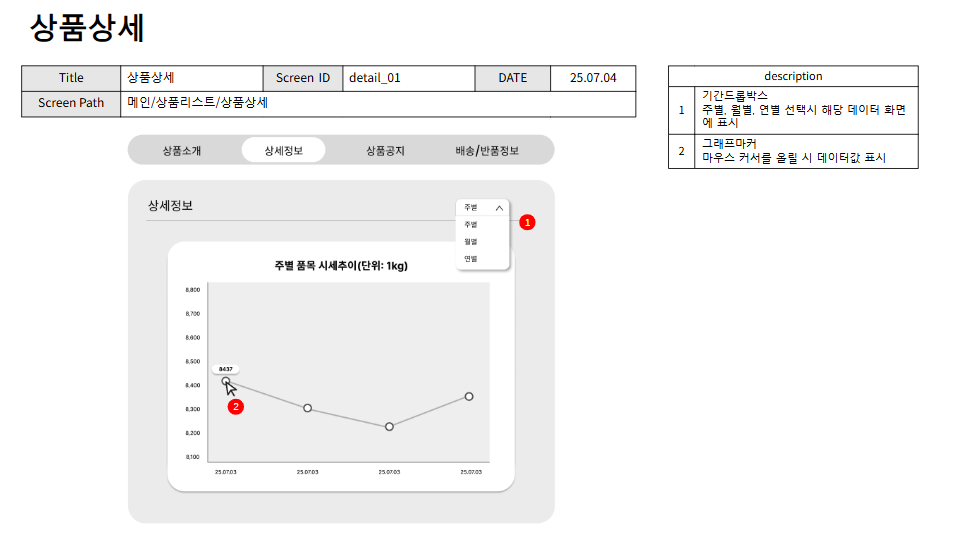 상품상세
Title 상품상세 Screen ID detail_01 DATE 25.07.04
Screen Path 메인/상품리스트/상품상세
description
1 기간드롭박스
주별, 월별, 연별 선택시 해당 데이터 화면
에 표시
2 그래프마커
마우스 커서를 올릴 시 데이터값 표시
상품소개 상세정보 상품공지 배송/반품정보
상세정보
주별
주별
월별
연별
1
주별 품목 시세추이(단위: 1kg)
8,800
8,700
8,600
8,500
8,400
8,300
8,200
8,100
8437
2
25.07.03 25.07.03 25.07.03 25.07.03